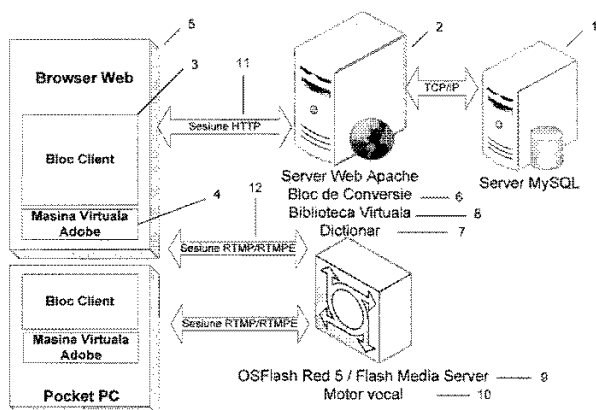 5
2
1
Browser Web
3
11
TCP/IP
Sesiune HTTP
Bloc Client
Server Web Apache
Server MySQL
Bloc de Conversie
6
12
Masina Virtuala
Adobe
4
Biblioteca Virtuala
8
Dictionar
7
Sesiune RTMP/RTMPE
Bloc Client
Sesiune RTMP/RTMPE
Masina Virtuala
Adobe
OSFlash Red 5 / Flash Media Server
9
Pocket PC
Motor vocal
10